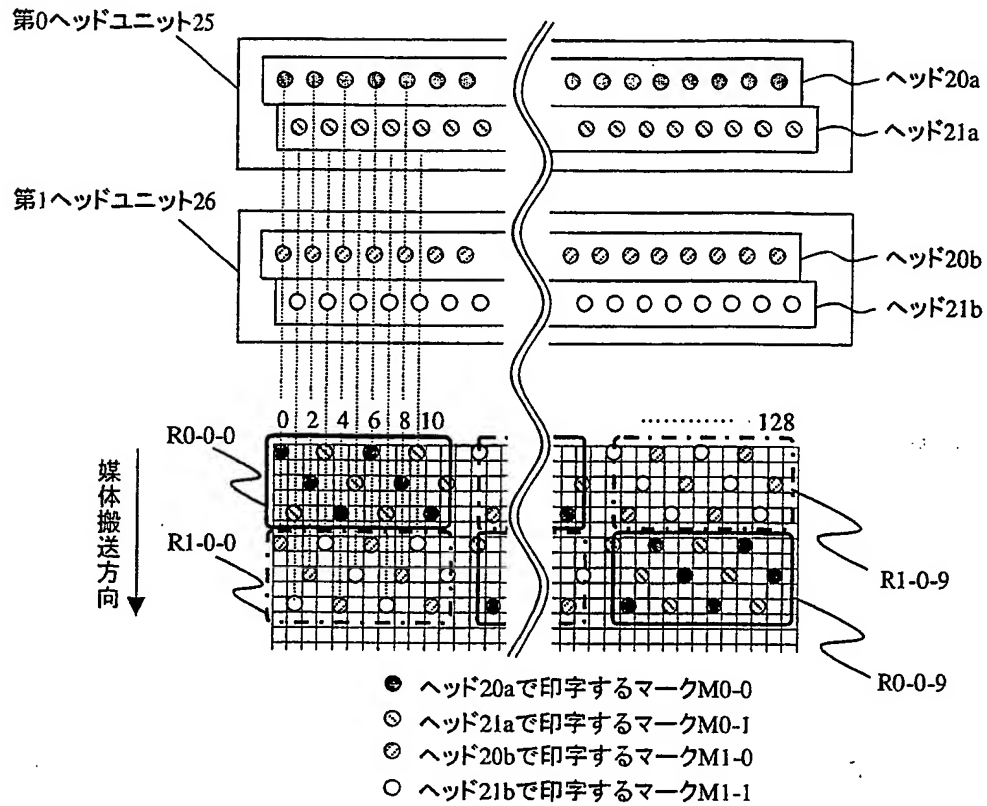 第0ヘッドユニット25
ヘッド20a
ヘッド21a
第1ヘッドユニット26
ヘッド20b
ヘッド21b
0 2 4 6 8 10 ……… 128
R0-0-0
媒体搬送方向
R1-0-0
R1-0-9
R0-0-9
ヘッド20aで印字するマークM0-0
ヘッド21aで印字するマークM0-1
ヘッド20bで印字するマークM1-0
ヘッド21bで印字するマークM1-1